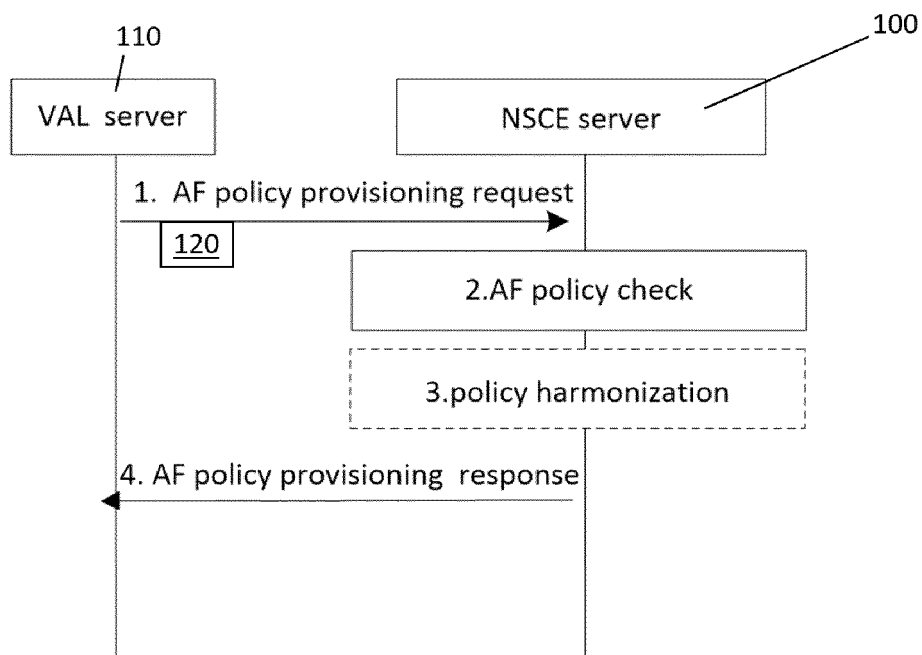 110
100
VAL server
NSCE server
1. AF policy provisioning request
120
2.AF policy check
3.policy harmonization
4. AF policy provisioning response